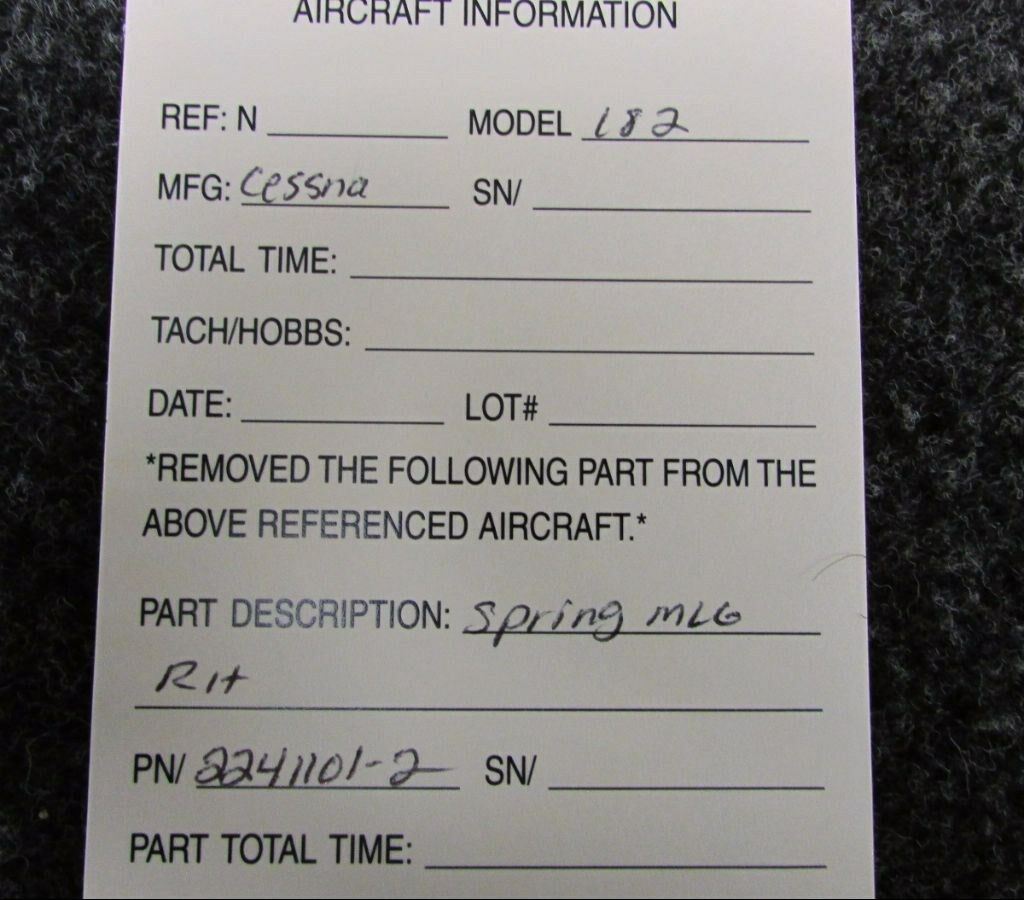 AIRCRAFT INFORMATION
REF: N MODEL 182
MFG: Cessna SN/
TOTAL TIME:
TACH/HOBBS:
DATE: LOT#
*REMOVED THE FOLLOWING PART FROM THE
ABOVE REFERENCED AIRCRAFT.*
PART DESCRIPTION: Spring MLG
RH
PN/ 2241101-2 SN/
PART TOTAL TIME: